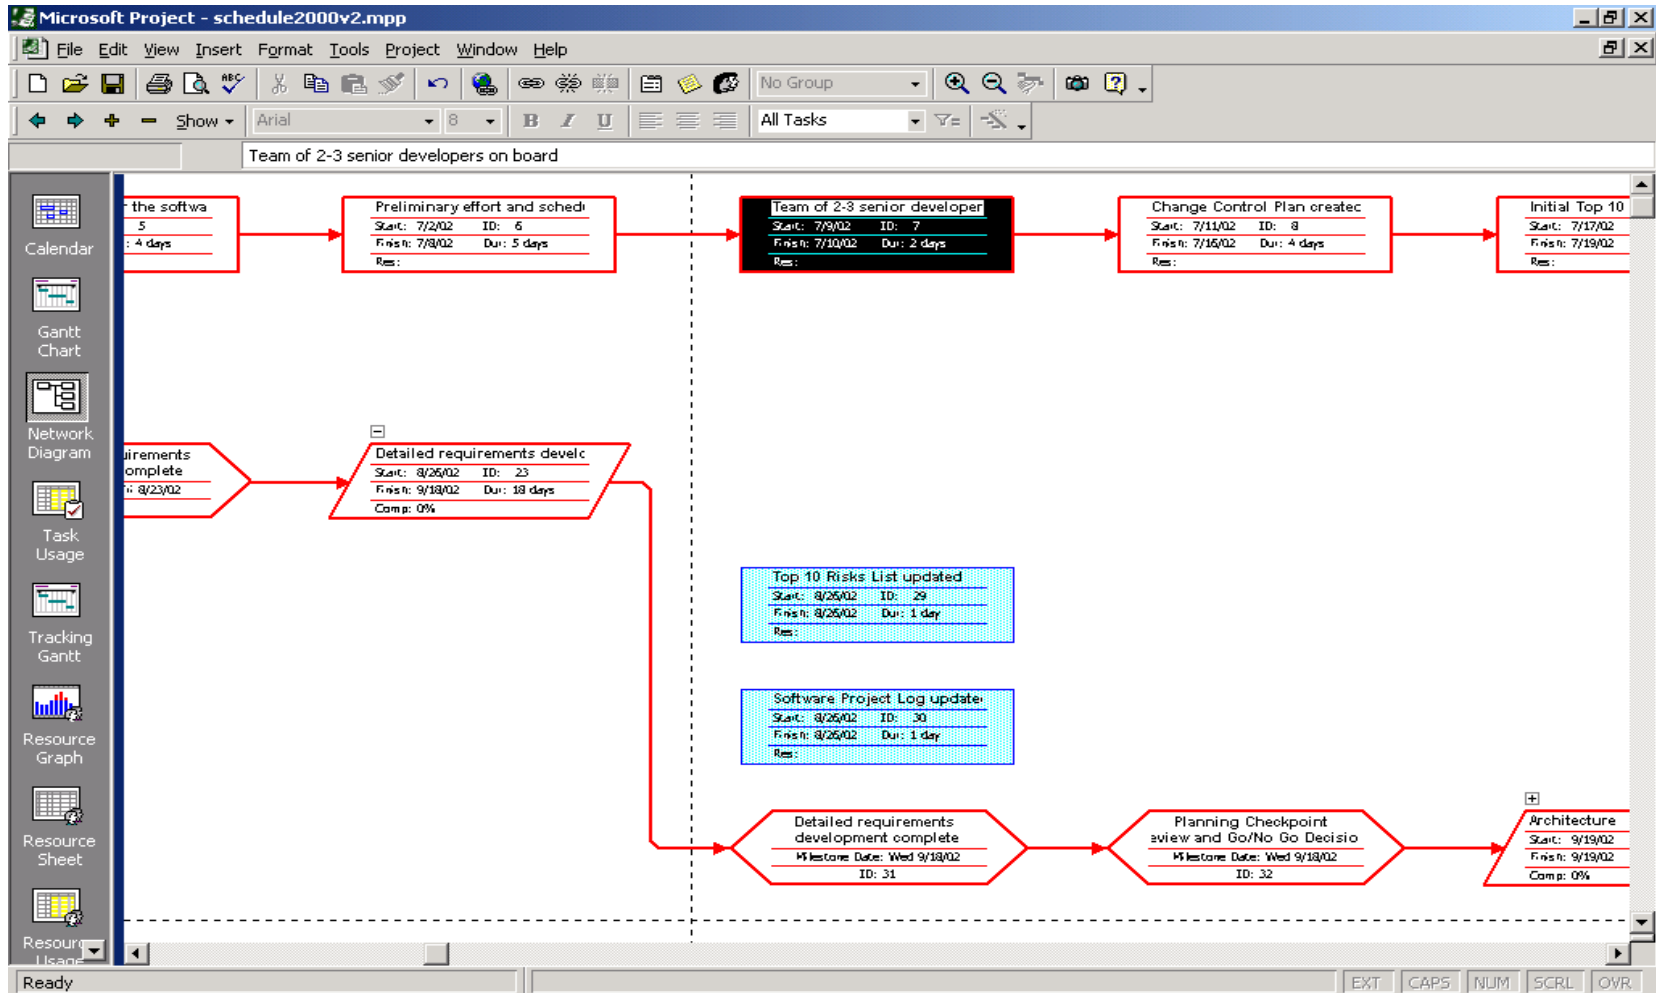 Microsoft Project - schedule2000v2.mpp
File Edit View Insert Format Tools Project Window Help
No Group
Show Arial 8 B I U All Tasks
Team of 2-3 senior developers on board
Calendar
Gantt
Chart
Network
Diagram
Task
Usage
Tracking
Gantt
Resource
Graph
Resource
Sheet
Resource
Usage
the softwa
5
: 4 days
Preliminary effort and sched
Start: 7/2/02 ID: 6
Finish: 7/8/02 Dur: 5 days
Res:
Team of 2-3 senior developer
Start: 7/9/02 ID: 7
Finish: 7/10/02 Dur: 2 days
Res:
Change Control Plan createc
Start: 7/11/02 ID: 8
Finish: 7/16/02 Dur: 4 days
Res:
Initial Top 10
Start: 7/17/02
Finish: 7/19/02
Res:
uirements
omplete
8/23/02
Detailed requirements develc
Start: 8/26/02 ID: 23
Finish: 9/18/02 Dur: 18 days
Comp: 0%
Top 10 Risks List updated
Start: 8/26/02 ID: 29
Finish: 8/26/02 Dur: 1 day
Res:
Software Project Log update
Start: 8/26/02 ID: 30
Finish: 8/26/02 Dur: 1 day
Res:
Detailed requirements
development complete
Milestone Date: Wed 9/18/02
ID: 31
Planning Checkpoint
eview and Go/No Go Decisio
Milestone Date: Wed 9/18/02
ID: 32
Architecture
Start: 9/19/02
Finish: 9/19/02
Comp: 0%
Ready
EXT CAPS NUM SCRL OVR